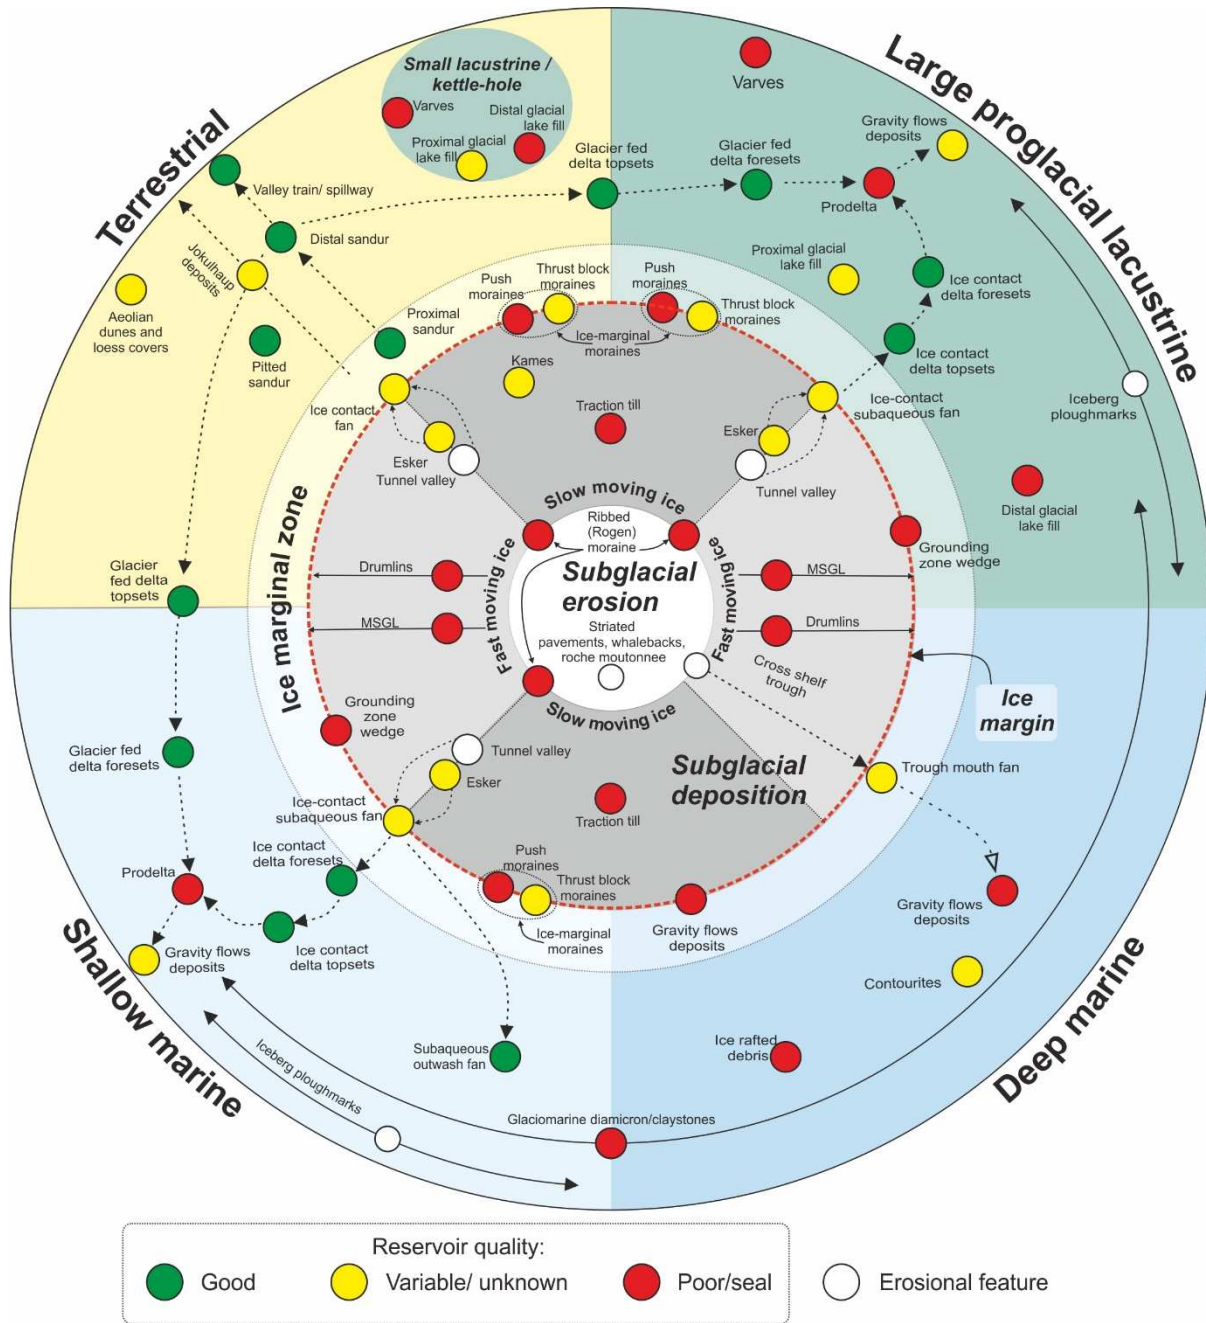 Terrestrial
Large proglacial lacustrine
Shallow marine
Deep marine
Small lacustrine /
kettle-hole
Varves
Distal glacial
lake fill
Proximal glacial
lake fill
Glacier fed
delta topsets
Valley train/ spillway
Distal sandur
Jokulhaup
deposits
Aeolian
dunes and
loess covers
Pitted
sandur
Proximal
sandur
Glacier
fed delta
topsets
Varves
Gravity flows
deposits
Glacier fed
delta foresets
Prodelta
Proximal glacial
lake fill
Ice contact
delta foresets
Ice contact
delta topsets
Ice-contact
subaqueous fan
Iceberg
ploughmarks
Distal glacial
lake fill
Grounding
zone wedge
Ice marginal zone
Push
moraines
Thrust block
moraines
Push
moraines
Thrust block
moraines
Ice-marginal
moraines
Kames
Traction till
Ice contact
fan
Esker
Tunnel valley
Esker
Tunnel valley
Slow moving ice
Fast moving ice
Fast moving ice
Slow moving ice
Ribbed
(Rogen)
moraine
Subglacial
erosion
Striated
pavements, whalebacks,
roche moutonnee
Drumlins
MSGL
MSGL
Drumlins
Cross shelf
trough
Ice
margin
Grounding
zone
wedge
Tunnel valley
Esker
Subglacial
deposition
Traction till
Trough mouth fan
Ice-contact
subaqueous fan
Glacier fed
delta foresets
Ice contact
delta foresets
Prodelta
Gravity flows
deposits
Ice contact
delta topsets
Push
moraines
Thrust block
moraines
Ice-marginal
moraines
Gravity flows
deposits
Gravity flows
deposits
Contourites
Ice rafted
debris
Subaqueous
outwash fan
Iceberg ploughmarks
Glaciomarine diamicron/claystones
Reservoir quality:
Good
Variable/ unknown
Poor/seal
Erosional feature